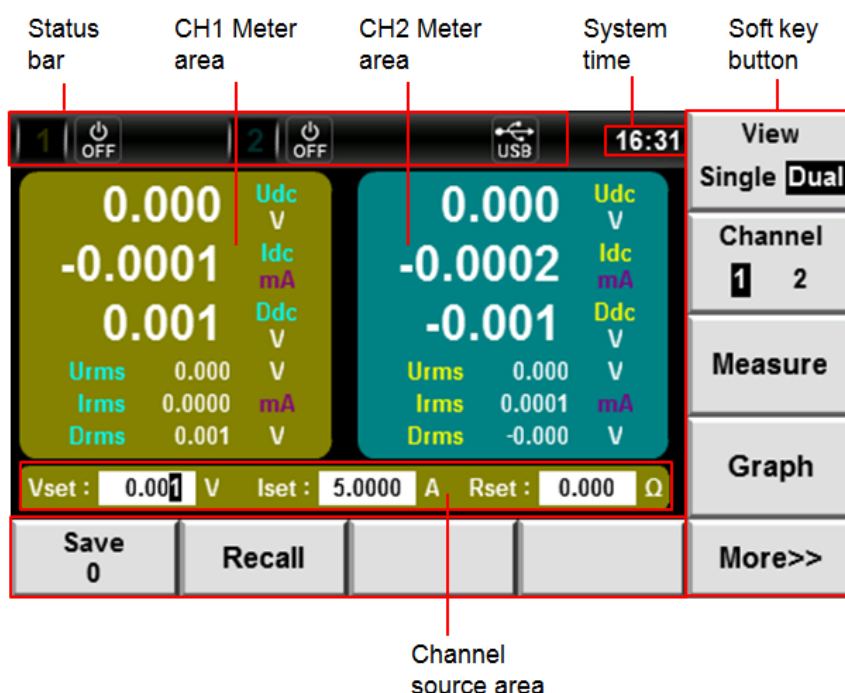 Status bar
CH1 Meter area
CH2 Meter area
System time
Soft key button
1 OFF 2 OFF USB 16:31
View
Single Dual
Channel
1 2
Measure
Graph
More>>
0.000 Udc V
-0.0001 Idc mA
0.001 Ddc V
Urms 0.000 V
Irms 0.0000 mA
Drms 0.001 V
0.000 Udc V
-0.0002 Idc mA
-0.001 Ddc V
Urms 0.000 V
Irms 0.0001 mA
Drms -0.000 V
Vset : 0.001 V Iset : 5.0000 A Rset : 0.000 Ω
Save 0
Recall
Channel source area